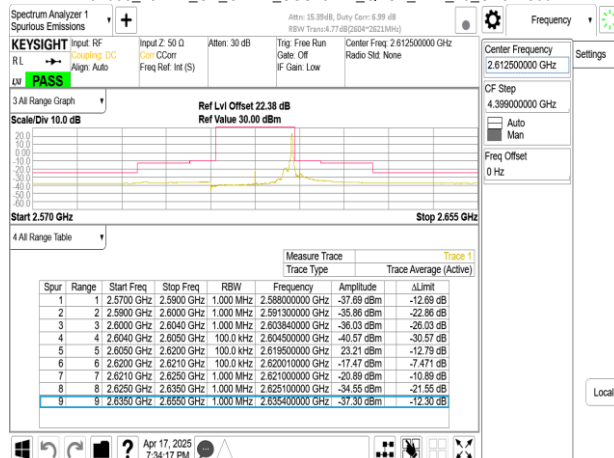 Spectrum Analyzer 1
Spurious Emissions
Attn: 15.39dB, Duty Corr: 6.99 dB
RBW Tranz:4.77dB(2604~2621MHz)
Frequency
KEYSIGHT
RL
Align: Auto
Input: RF
Coupling: DC
Align: Auto
Input Z: 50 Ω
Corr CCorr
Freq Ref: Int (S)
Atten: 30 dB
Trig: Free Run
Gate: Off
IF Gain: Low
Center Freq: 2.612500000 GHz
Radio Std: None
LXI PASS
3 All Range Graph
Scale/Div 10.0 dB
Ref Lvl Offset 22.38 dB
Ref Value 30.00 dBm
20.0
10.0
0.00
-10.0
-20.0
-30.0
-40.0
-50.0
-60.0
Start 2.570 GHz
Stop 2.655 GHz
4 All Range Table
Measure Trace Trace 1
Trace Type Trace Average (Active)
Spur Range Start Freq Stop Freq RBW Frequency Amplitude ΔLimit
1 1 2.5700 GHz 2.5900 GHz 1.000 MHz 2.588000000 GHz -37.69 dBm -12.69 dB
2 2 2.5900 GHz 2.6000 GHz 1.000 MHz 2.591300000 GHz -35.86 dBm -22.86 dB
3 3 2.6000 GHz 2.6040 GHz 1.000 MHz 2.603840000 GHz -36.03 dBm -26.03 dB
4 4 2.6040 GHz 2.6050 GHz 100.0 kHz 2.604500000 GHz -40.57 dBm -30.57 dB
5 5 2.6050 GHz 2.6200 GHz 100.0 kHz 2.619500000 GHz 23.21 dBm -12.79 dB
6 6 2.6200 GHz 2.6210 GHz 100.0 kHz 2.620010000 GHz -17.47 dBm -7.471 dB
7 7 2.6210 GHz 2.6250 GHz 1.000 MHz 2.621000000 GHz -20.89 dBm -10.89 dB
8 8 2.6250 GHz 2.6350 GHz 1.000 MHz 2.625100000 GHz -34.55 dBm -21.55 dB
9 9 2.6350 GHz 2.6550 GHz 1.000 MHz 2.635400000 GHz -37.30 dBm -12.30 dB
Center Frequency
2.612500000 GHz
Settings
CF Step
4.399000000 GHz
Auto
Man
Freq Offset
0 Hz
Local
?
Apr 17, 2025
7:34:17 PM